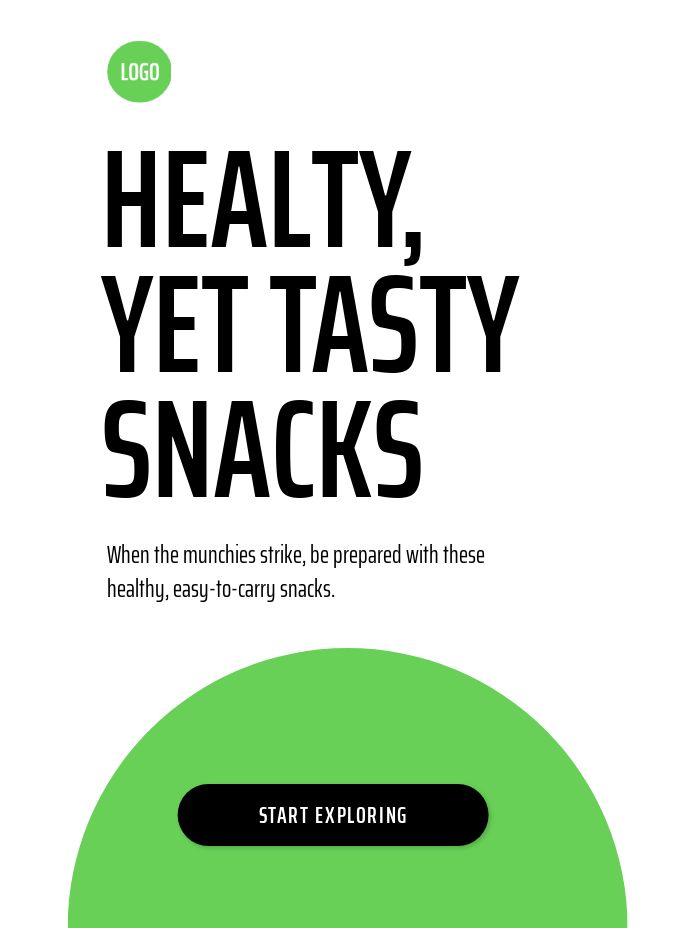 LOGO
HEALTY,
YET TASTY
SNACKS
When the munchies strike, be prepared with these
healthy, easy-to-carry snacks.
START EXPLORING